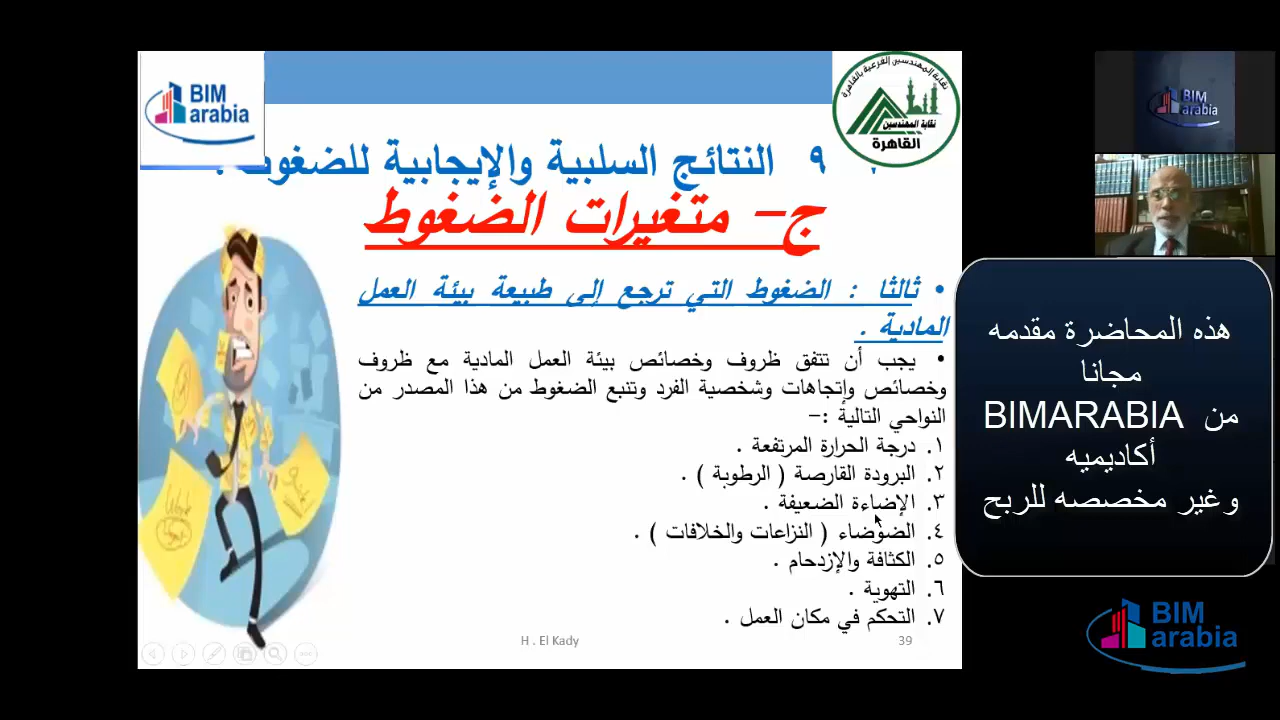 BIM
arabia
نقابة المهندسين الفرعية بالقاهرة
نقابة المهندسين
القاهرة
٩ النتائج السلبية والإيجابية للضغوط .
ج- متغيرات الضغوط
• ثالثا : الضغوط التي ترجع إلى طبيعة بيئة العمل
المادية .
• يجب أن تتفق ظروف وخصائص بيئة العمل المادية مع ظروف
وخصائص وإتجاهات وشخصية الفرد وتنبع الضغوط من هذا المصدر من
النواحي التالية :-
١. درجة الحرارة المرتفعة .
٢. البرودة القارصة ( الرطوبة ) .
٣. الإضاءة الضعيفة .
٤. الضوضاء ( النزاعات والخلافات ) .
٥. الكثافة والإزدحام .
٦. التهوية .
٧. التحكم في مكان العمل .
H . El Kady
39
BIM
arabia
هذه المحاضرة مقدمه
مجانا
من BIMARABIA
أكاديميه
وغير مخصصه للربح
BIM
arabia